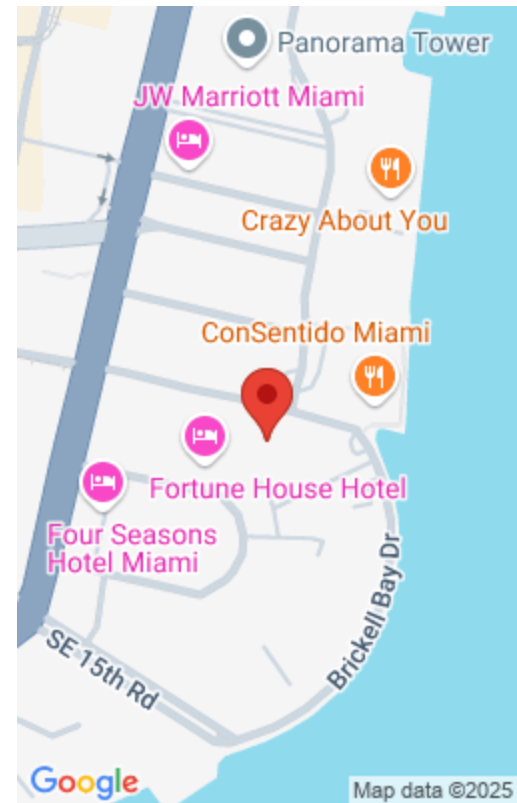 Panorama Tower
JW Marriott Miami
Crazy About You
ConSentido Miami
Fortune House Hotel
Four Seasons
Hotel Miami
Brickell Bay Dr
SE 15th Rd
Google
Map data ©2025